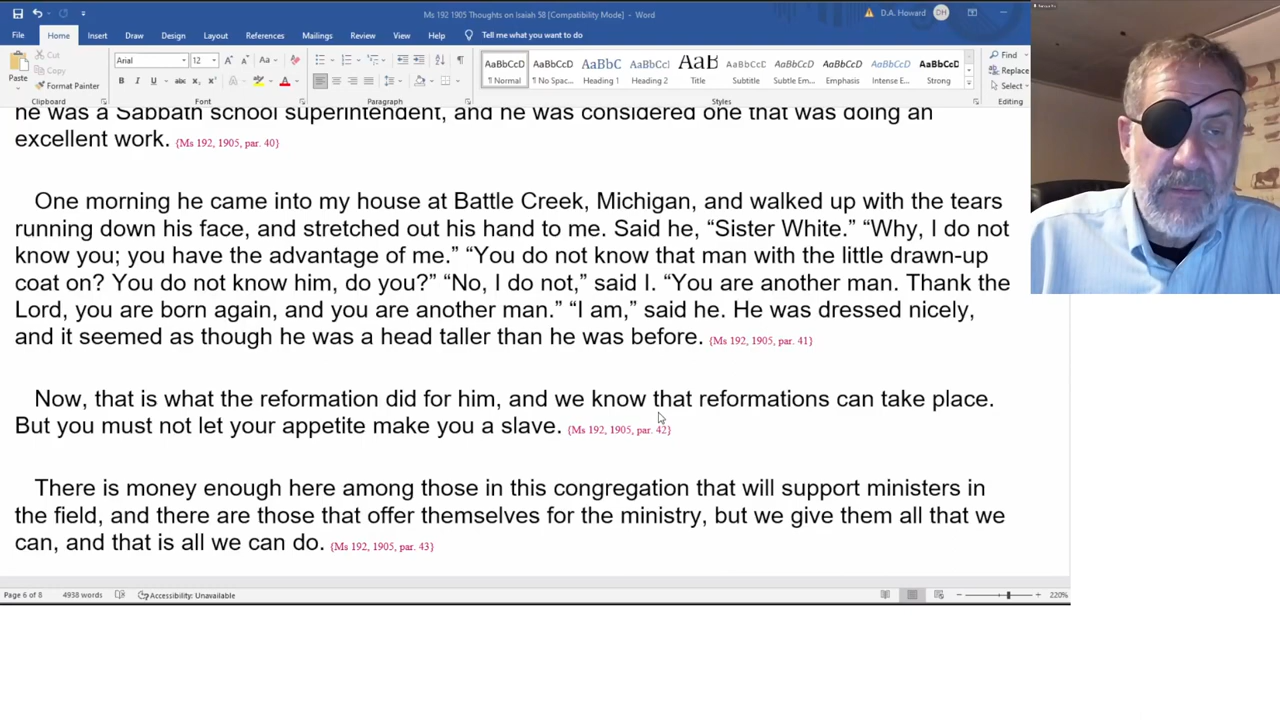 Ms 192 1905 Thoughts on Isaiah 58 [Compatibility Mode] - Word
D.A. Howard DH
File Home Insert Draw Design Layout References Mailings Review View Help Tell me what you want to do
Paste Cut Copy Format Painter
Clipboard
Arial 12
Font
Paragraph
AaBbCcD AaBbCcD AaBbC AaBbCcI AaB AaBbCcD AaBbCcD AaBbCcD AaBbCcD AaBbCcD
¶ Normal ¶ No Spac... Heading 1 Heading 2 Title Subtitle Subtle Em... Emphasis Intense E... Strong
Styles
Find
Replace
Select
Editing
he was a Sabbath school superintendent, and he was considered one that was doing an
excellent work. {Ms 192, 1905, par. 40}
One morning he came into my house at Battle Creek, Michigan, and walked up with the tears
running down his face, and stretched out his hand to me. Said he, “Sister White.” “Why, I do not
know you; you have the advantage of me.” “You do not know that man with the little drawn-up
coat on? You do not know him, do you?” “No, I do not,” said I. “You are another man. Thank the
Lord, you are born again, and you are another man.” “I am,” said he. He was dressed nicely,
and it seemed as though he was a head taller than he was before. {Ms 192, 1905, par. 41}
Now, that is what the reformation did for him, and we know that reformations can take place.
But you must not let your appetite make you a slave. {Ms 192, 1905, par. 42}
There is money enough here among those in this congregation that will support ministers in
the field, and there are those that offer themselves for the ministry, but we give them all that we
can, and that is all we can do. {Ms 192, 1905, par. 43}
Page 6 of 8 4938 words Accessibility: Unavailable 220%